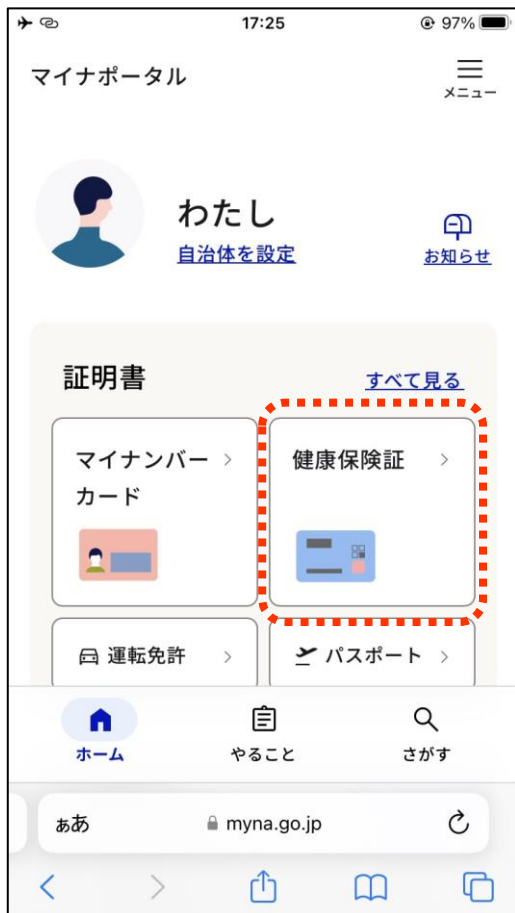 17:25
97%
マイナポータル
メニュー
わたし
自治体を設定
お知らせ
証明書
すべて見る
マイナンバー
カード
健康保険証
運転免許
パスポート
ホーム
やること
さがす
ぁあ
myna.go.jp